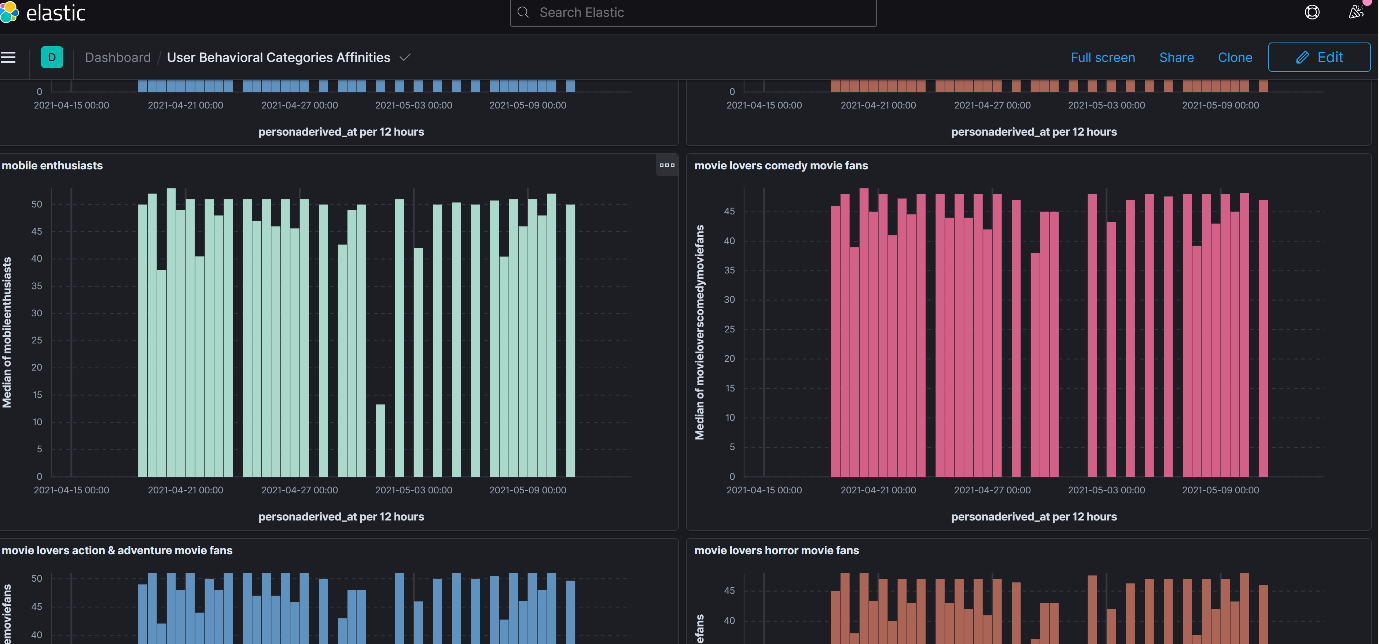 elastic
Search Elastic
D
Dashboard / User Behavioral Categories Affinities
Full screen
Share
Clone
Edit
0
2021-04-15 00:00 2021-04-21 00:00 2021-04-27 00:00 2021-05-03 00:00 2021-05-09 00:00
personaderived_at per 12 hours
0
2021-04-15 00:00 2021-04-21 00:00 2021-04-27 00:00 2021-05-03 00:00 2021-05-09 00:00
personaderived_at per 12 hours
mobile enthusiasts
Median of mobileenthusiasts
50
45
40
35
30
25
20
15
10
5
0
2021-04-15 00:00 2021-04-21 00:00 2021-04-27 00:00 2021-05-03 00:00 2021-05-09 00:00
personaderived_at per 12 hours
movie lovers comedy movie fans
Median of movieloverscomedymoviefans
45
40
35
30
25
20
15
10
5
0
2021-04-15 00:00 2021-04-21 00:00 2021-04-27 00:00 2021-05-03 00:00 2021-05-09 00:00
personaderived_at per 12 hours
movie lovers action & adventure movie fans
emoviefans
50
45
40
movie lovers horror movie fans
efans
45
40